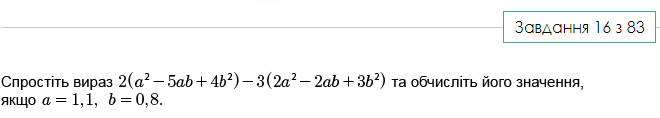 Завдання 16 з 83
Спростіть вираз 2(a² − 5ab + 4b²) − 3(2a² − 2ab + 3b²) та обчисліть його значення,
якщо a = 1,1, b = 0,8.